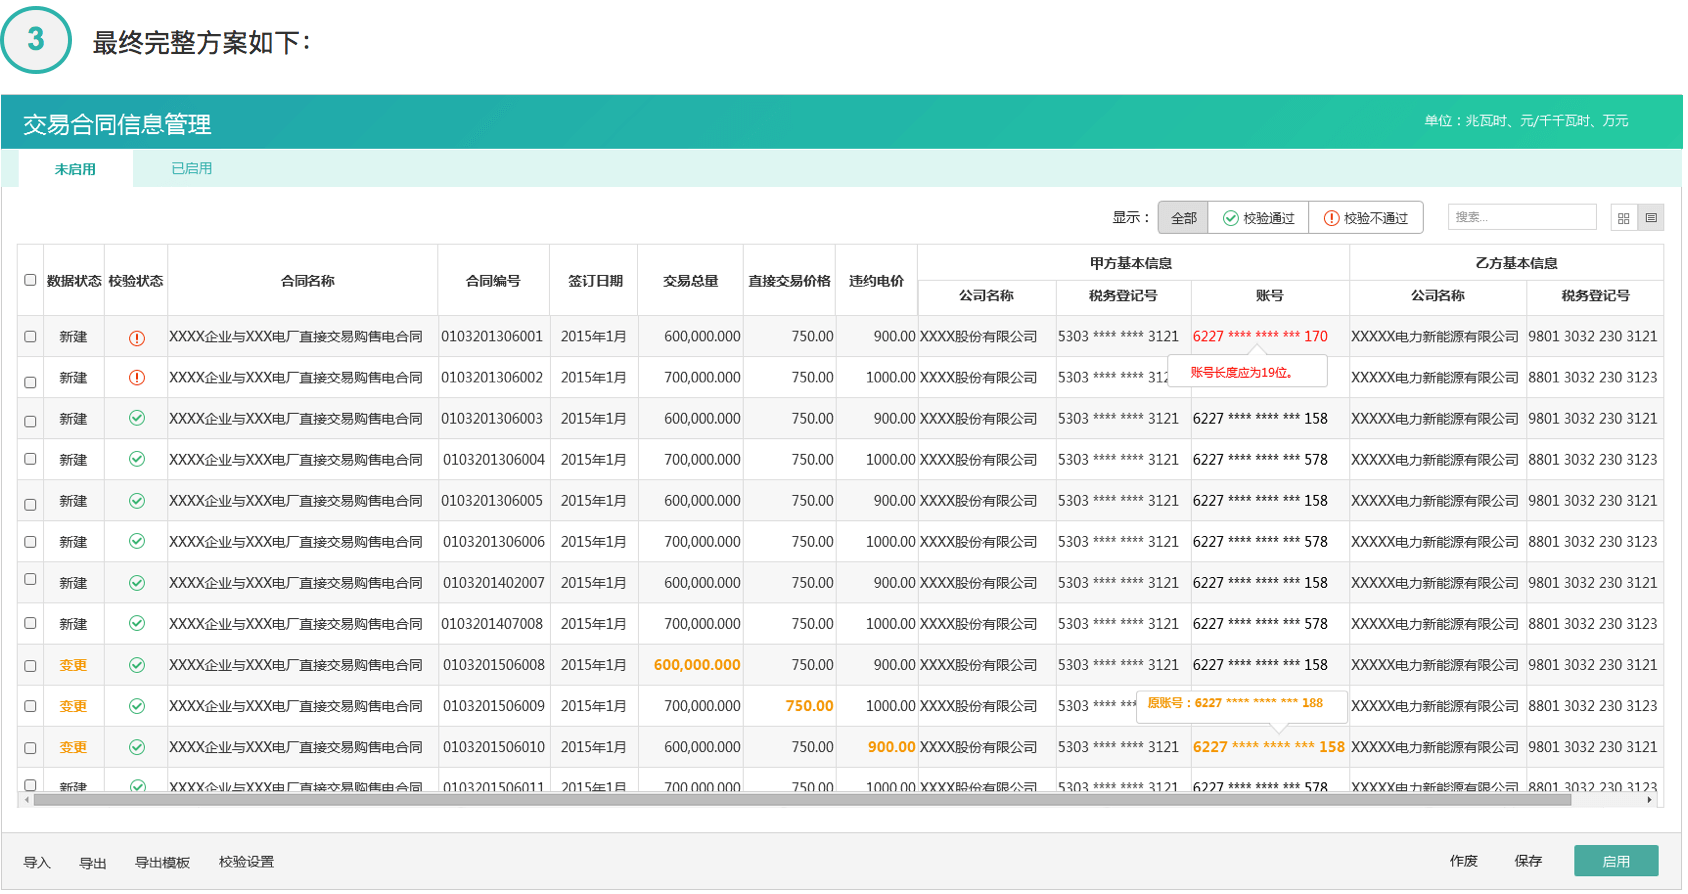 3 最终完整方案如下：
交易合同信息管理 单位：兆瓦时、元/千千瓦时、万元
未启用 已启用
显示： 全部 校验通过 校验不通过 搜索...
数据状态 校验状态 合同名称 合同编号 签订日期 交易总量 直接交易价格 违约电价 甲方基本信息 乙方基本信息
公司名称 税务登记号 账号 公司名称 税务登记号
新建 XXXX企业与XXX电厂直接交易购售电合同 0103201306001 2015年1月 600,000.000 750.00 900.00 XXXX股份有限公司 5303 **** **** 3121 6227 **** **** *** 170 XXXXX电力新能源有限公司 9801 3032 230 3121
新建 XXXX企业与XXX电厂直接交易购售电合同 0103201306002 2015年1月 700,000.000 750.00 1000.00 XXXX股份有限公司 5303 **** **** 312 账号长度应为19位。 XXXXX电力新能源有限公司 8801 3032 230 3123
新建 XXXX企业与XXX电厂直接交易购售电合同 0103201306003 2015年1月 600,000.000 750.00 900.00 XXXX股份有限公司 5303 **** **** 3121 6227 **** **** *** 158 XXXXX电力新能源有限公司 9801 3032 230 3121
新建 XXXX企业与XXX电厂直接交易购售电合同 0103201306004 2015年1月 700,000.000 750.00 1000.00 XXXX股份有限公司 5303 **** **** 3121 6227 **** **** *** 578 XXXXX电力新能源有限公司 8801 3032 230 3123
新建 XXXX企业与XXX电厂直接交易购售电合同 0103201306005 2015年1月 600,000.000 750.00 900.00 XXXX股份有限公司 5303 **** **** 3121 6227 **** **** *** 158 XXXXX电力新能源有限公司 9801 3032 230 3121
新建 XXXX企业与XXX电厂直接交易购售电合同 0103201306006 2015年1月 700,000.000 750.00 1000.00 XXXX股份有限公司 5303 **** **** 3121 6227 **** **** *** 578 XXXXX电力新能源有限公司 8801 3032 230 3123
新建 XXXX企业与XXX电厂直接交易购售电合同 0103201402007 2015年1月 600,000.000 750.00 900.00 XXXX股份有限公司 5303 **** **** 3121 6227 **** **** *** 158 XXXXX电力新能源有限公司 9801 3032 230 3121
新建 XXXX企业与XXX电厂直接交易购售电合同 0103201407008 2015年1月 700,000.000 750.00 1000.00 XXXX股份有限公司 5303 **** **** 3121 6227 **** **** *** 578 XXXXX电力新能源有限公司 8801 3032 230 3123
变更 XXXX企业与XXX电厂直接交易购售电合同 0103201506008 2015年1月 600,000.000 750.00 900.00 XXXX股份有限公司 5303 **** **** 3121 6227 **** **** *** 158 XXXXX电力新能源有限公司 9801 3032 230 3121
变更 XXXX企业与XXX电厂直接交易购售电合同 0103201506009 2015年1月 700,000.000 750.00 1000.00 XXXX股份有限公司 5303 **** *** 原账号：6227 **** **** *** 188 XXXXX电力新能源有限公司 8801 3032 230 3123
变更 XXXX企业与XXX电厂直接交易购售电合同 0103201506010 2015年1月 600,000.000 750.00 900.00 XXXX股份有限公司 5303 **** **** 3121 6227 **** **** *** 158 XXXXX电力新能源有限公司 9801 3032 230 3121
新建 XXXX企业与XXX电厂直接交易购售电合同 0103201506011 2015年1月 700,000.000 750.00 1000.00 XXXX股份有限公司 5303 **** **** 3121 6227 **** **** *** 578 XXXXX电力新能源有限公司 8801 3032 230 3123
导入 导出 导出模板 校验设置 作废 保存 启用